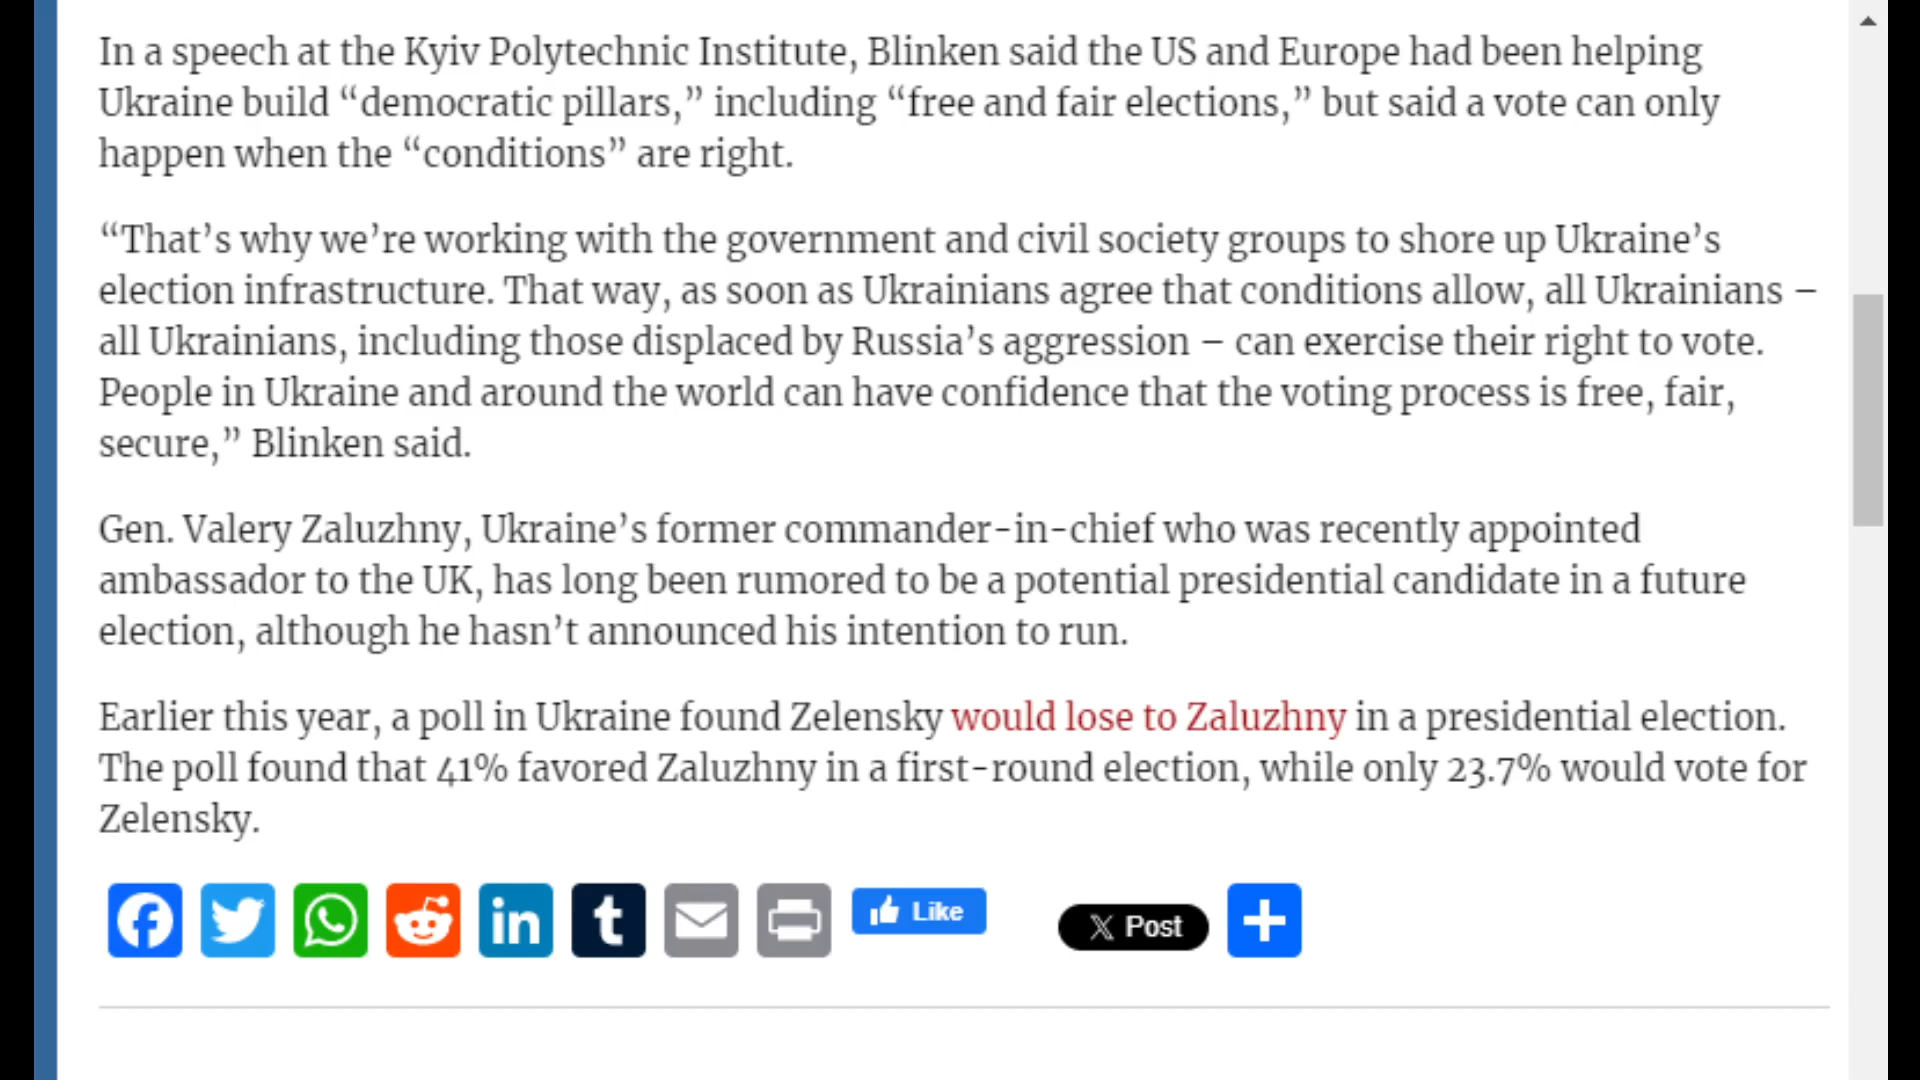 In a speech at the Kyiv Polytechnic Institute, Blinken said the US and Europe had been helping
Ukraine build “democratic pillars,” including “free and fair elections,” but said a vote can only
happen when the “conditions” are right.
“That’s why we’re working with the government and civil society groups to shore up Ukraine’s
election infrastructure. That way, as soon as Ukrainians agree that conditions allow, all Ukrainians –
all Ukrainians, including those displaced by Russia’s aggression – can exercise their right to vote.
People in Ukraine and around the world can have confidence that the voting process is free, fair,
secure,” Blinken said.
Gen. Valery Zaluzhny, Ukraine’s former commander-in-chief who was recently appointed
ambassador to the UK, has long been rumored to be a potential presidential candidate in a future
election, although he hasn’t announced his intention to run.
Earlier this year, a poll in Ukraine found Zelensky would lose to Zaluzhny in a presidential election.
The poll found that 41% favored Zaluzhny in a first-round election, while only 23.7% would vote for
Zelensky.
Like
X Post